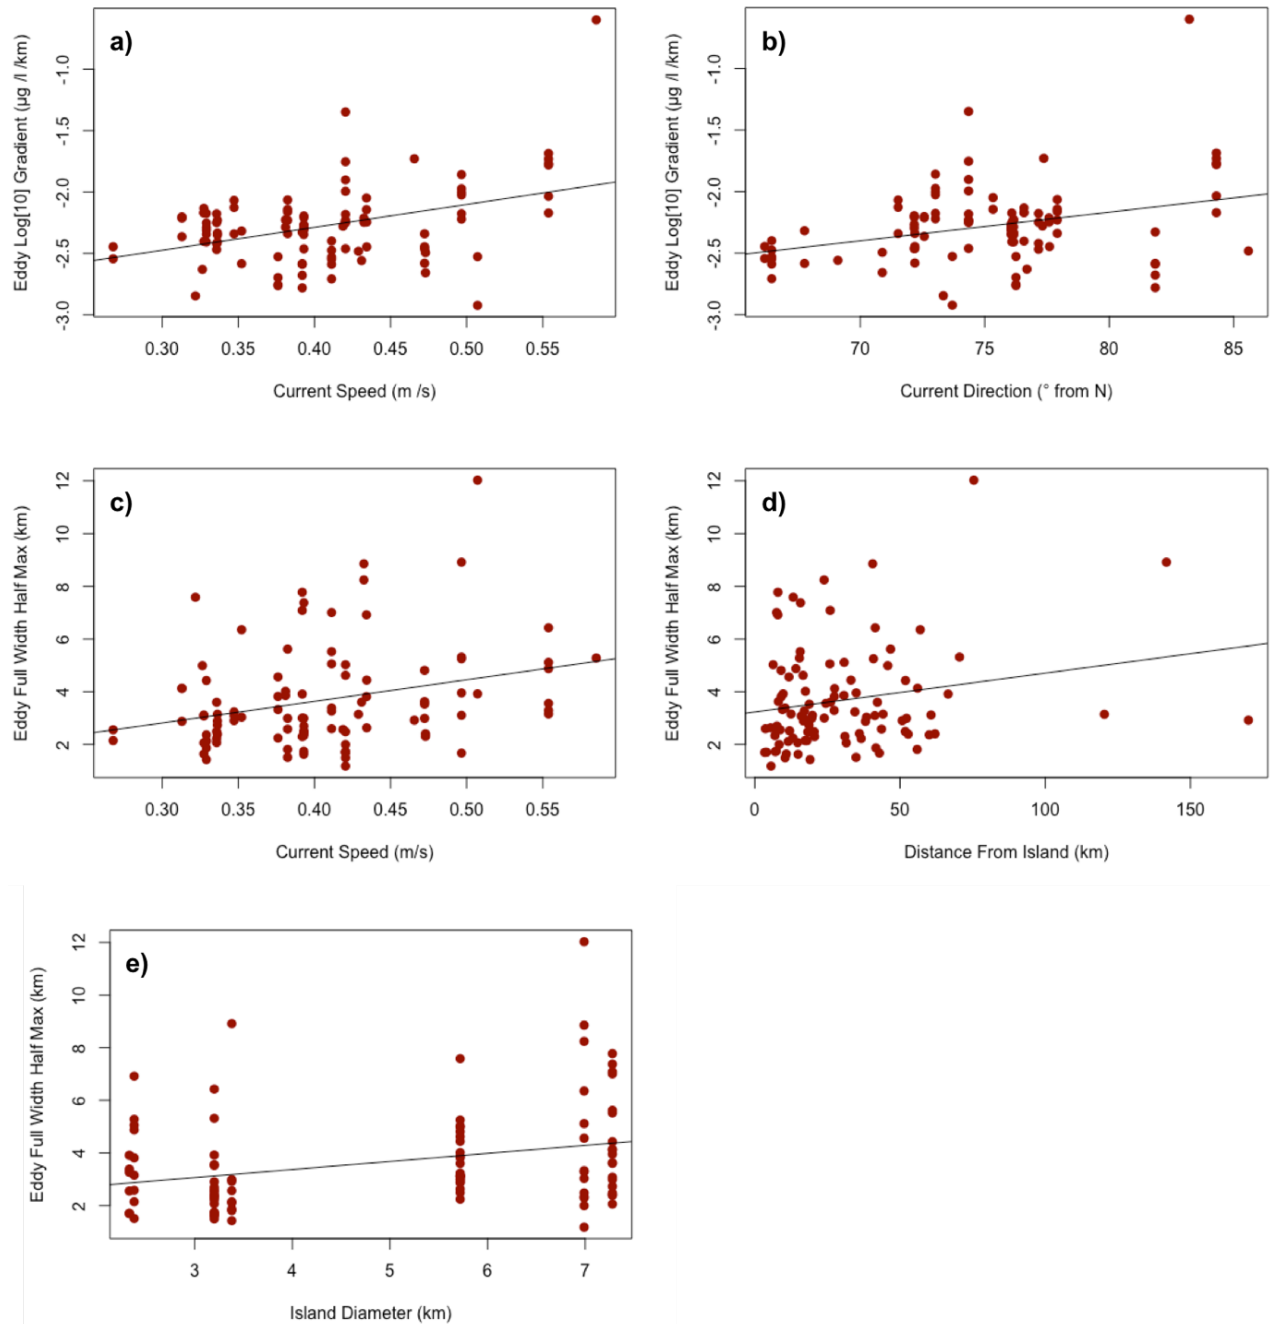 a)
Eddy Log[10] Gradient (µg /l /km)
-1.0
-1.5
-2.0
-2.5
-3.0
0.30 0.35 0.40 0.45 0.50 0.55
Current Speed (m /s)
b)
Eddy Log[10] Gradient (µg /l /km)
-1.0
-1.5
-2.0
-2.5
-3.0
70 75 80 85
Current Direction (° from N)
c)
Eddy Full Width Half Max (km)
12
10
8
6
4
2
0.30 0.35 0.40 0.45 0.50 0.55
Current Speed (m/s)
d)
Eddy Full Width Half Max (km)
12
10
8
6
4
2
0 50 100 150
Distance From Island (km)
e)
Eddy Full Width Half Max (km)
12
10
8
6
4
2
3 4 5 6 7
Island Diameter (km)